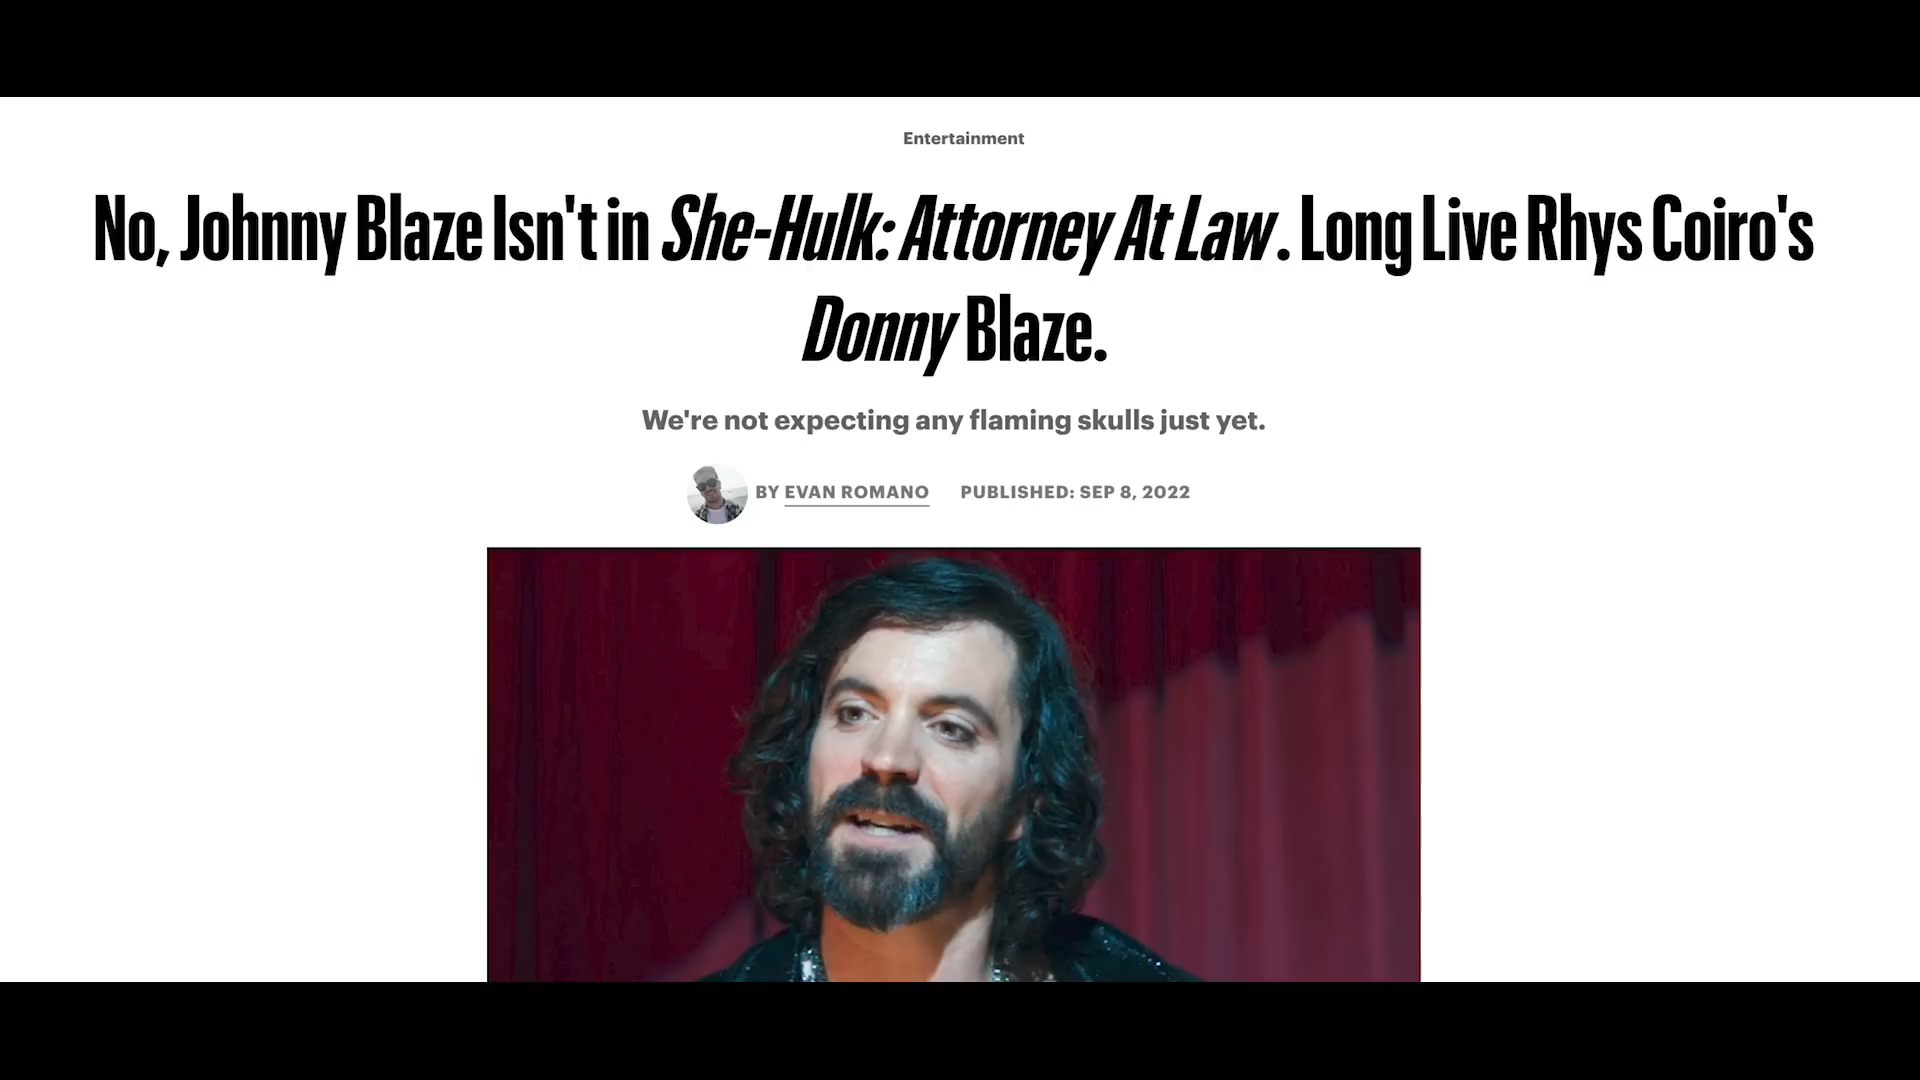 Entertainment
No, Johnny Blaze Isn't in She-Hulk: Attorney At Law. Long Live Rhys Coiro's
Donny Blaze.
We're not expecting any flaming skulls just yet.
BY EVAN ROMANO PUBLISHED: SEP 8, 2022